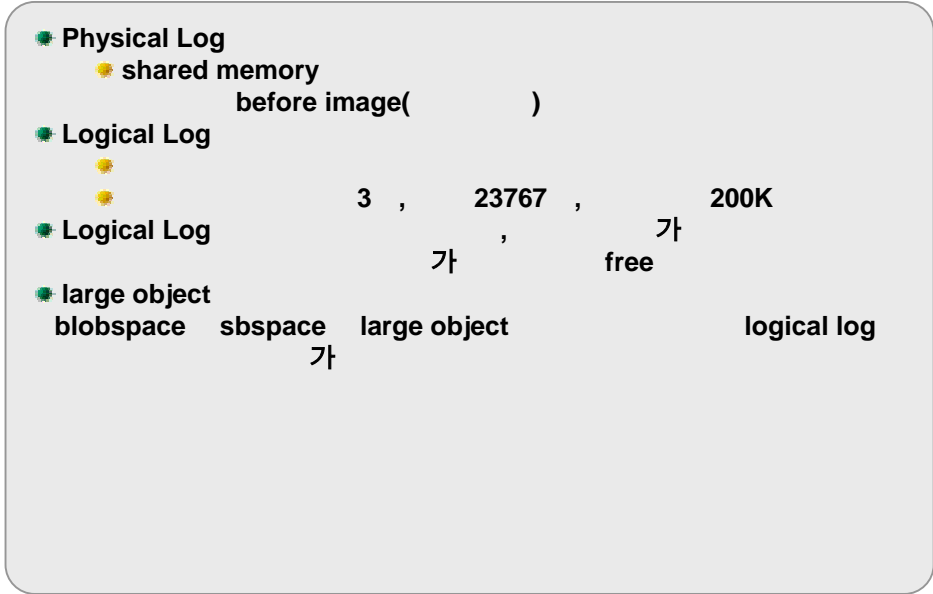 Physical Log
shared memory
before image( )
Logical Log
3 , 23767 , 200K
Logical Log , 가
가 free
large object
blobspace sbspace large object logical log
가